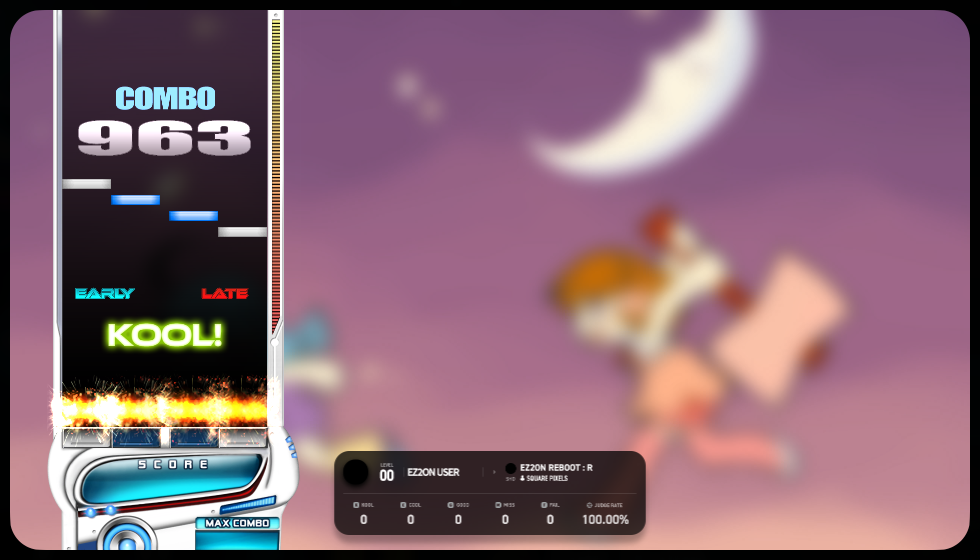 COMBO
963
EARLY LATE
KOOL!
SCORE
MAX COMBO
LEVEL
00 EZ2ON USER
EZ2ON REBOOT : R
SQUARE PIXELS
KOOL COOL GOOD MISS FAIL JUDGE RATE
0 0 0 0 0 100.00%